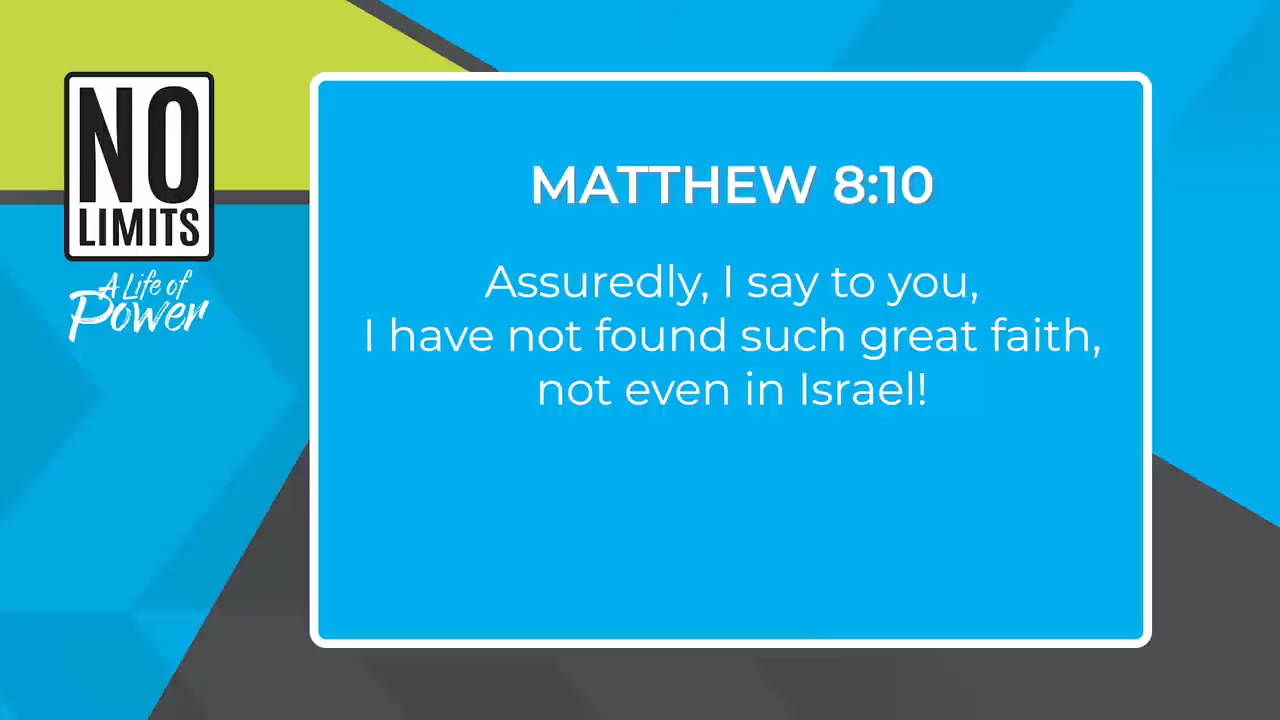 NO
LIMITS
A Life of
Power
MATTHEW 8:10
Assuredly, I say to you,
I have not found such great faith,
not even in Israel!